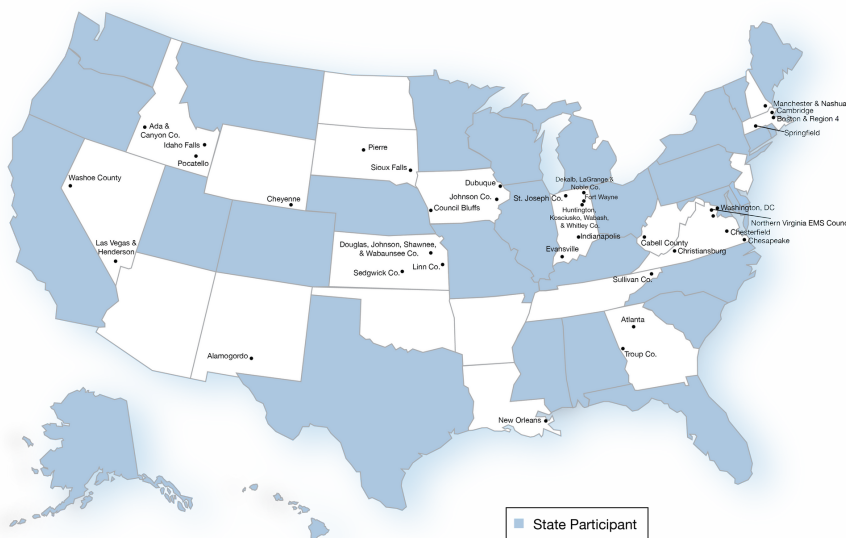 Ada &
Canyon Co.
Idaho Falls
Pocatello
Washoe County
Las Vegas &
Henderson
Cheyenne
Alamogordo
Pierre
Sioux Falls
Dubuque
Johnson Co.
Council Bluffs
Douglas, Johnson, Shawnee,
& Wabaunsee Co.
Linn Co.
Sedgwick Co.
Dekalb, LaGrange &
Noble Co.
St. Joseph Co.
Fort Wayne
Huntington,
Kosciusko, Wabash,
& Whitley Co.
Indianapolis
Evansville
Cabell County
Christiansburg
Sullivan Co.
Atlanta
Troup Co.
New Orleans
Manchester & Nashua
Cambridge
Boston & Region 4
Springfield
Washington, DC
Northern Virginia EMS Counc
Chesterfield
Chesapeake
State Participant